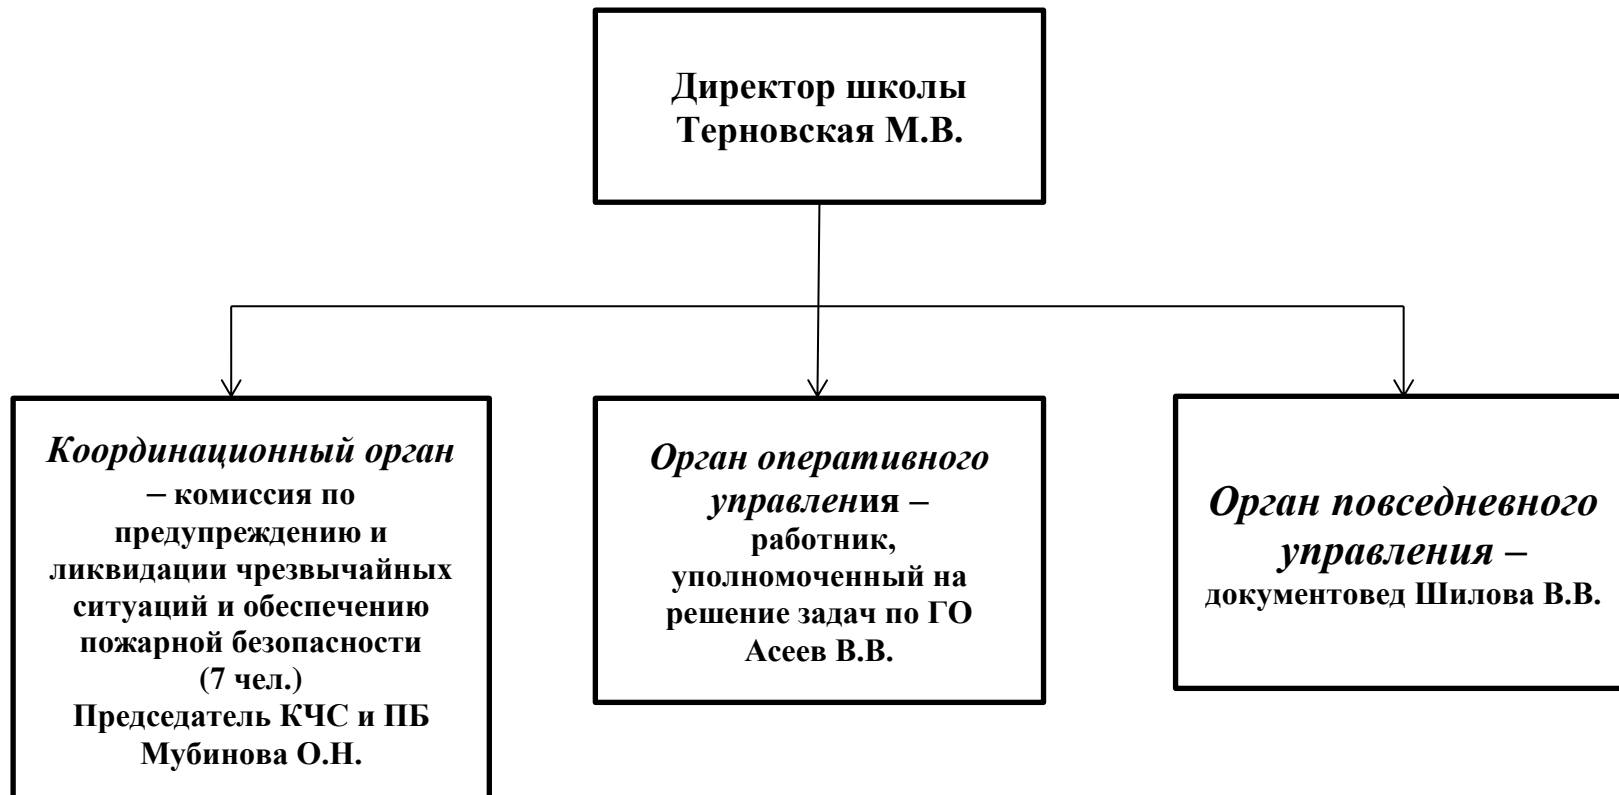 Директор школы
Терновская М.В.
Координационный орган
– комиссия по
предупреждению и
ликвидации чрезвычайных
ситуаций и обеспечению
пожарной безопасности
(7 чел.)
Председатель КЧС и ПБ
Мубинова О.Н.
Орган оперативного
управления –
работник,
уполномоченный на
решение задач по ГО
Асеев В.В.
Орган повседневного
управления –
документовед Шилова В.В.